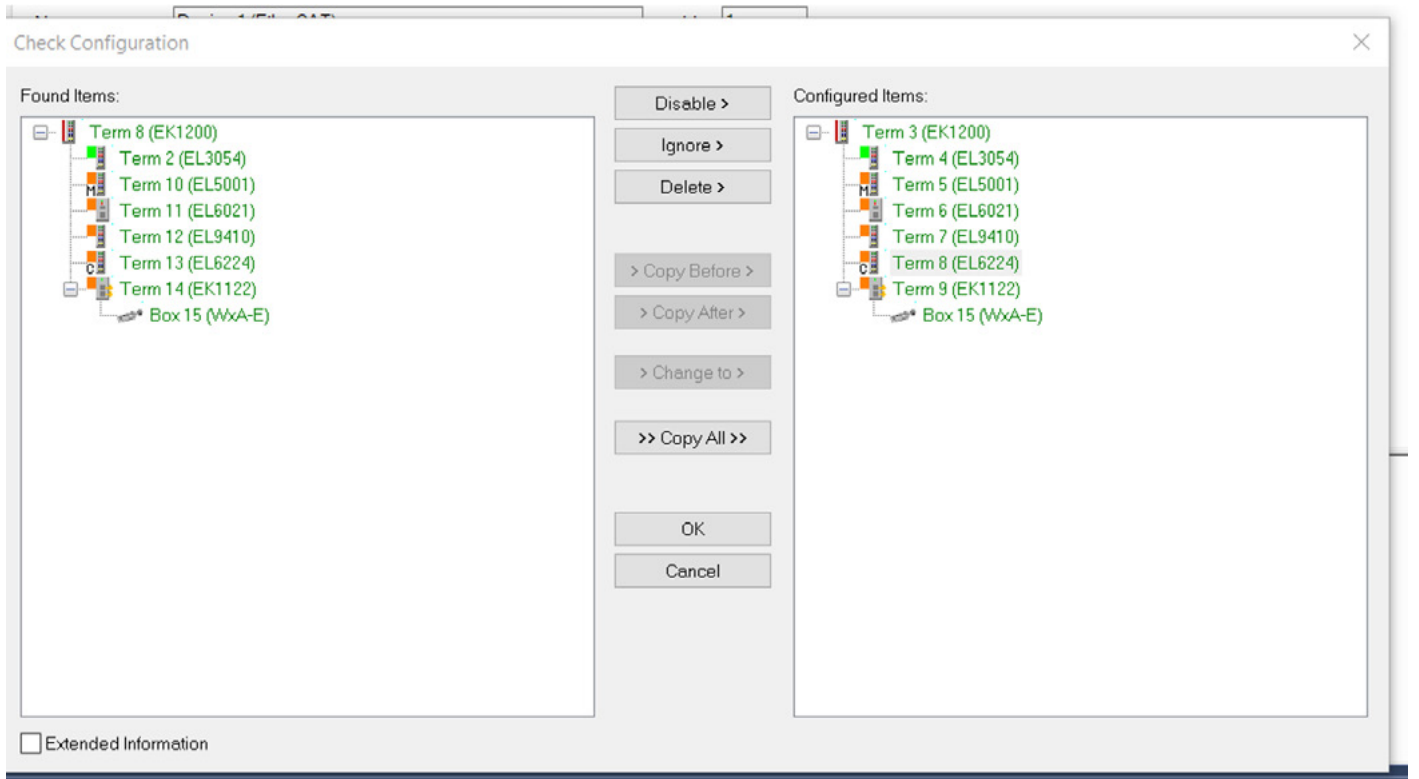 Check Configuration
Found Items:
Term 8 (EK1200)
Term 2 (EL3054)
M Term 10 (EL5001)
Term 11 (EL6021)
Term 12 (EL9410)
C Term 13 (EL6224)
Term 14 (EK1122)
Box 15 (WxA-E)
Disable >
Ignore >
Delete >
> Copy Before >
> Copy After >
> Change to >
>> Copy All >>
OK
Cancel
Configured Items:
Term 3 (EK1200)
Term 4 (EL3054)
M Term 5 (EL5001)
Term 6 (EL6021)
Term 7 (EL9410)
C Term 8 (EL6224)
Term 9 (EK1122)
Box 15 (WxA-E)
Extended Information